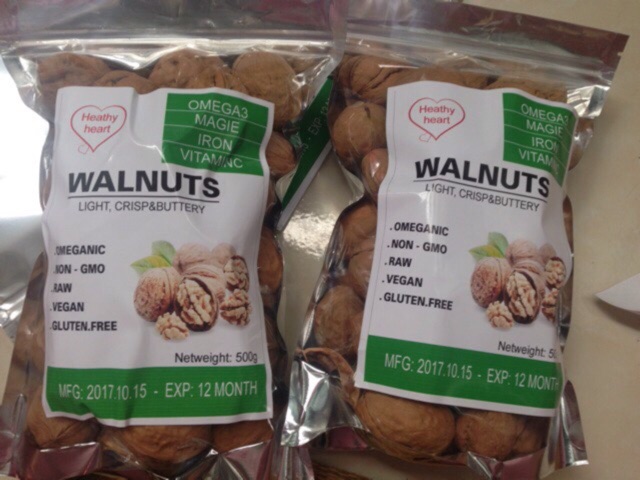 Heathy
heart
OMEGA3
MAGIE
IRON
VITAMINC
WALNUTS
LIGHT, CRISP&BUTTERY
.OMEGANIC
.NON - GMO
.RAW
.VEGAN
.GLUTEN.FREE
Netweight: 500g
MFG: 2017.10.15 - EXP: 12 MONTH
Heathy
heart
OMEGA3
MAGIE
IRON
VITAMINC
WALNUTS
LIGHT, CRISP&BUTTERY
.OMEGANIC
.NON - GMO
.RAW
.VEGAN
.GLUTEN.FREE
Netweight:
MFG: 2017.10.15 - EXP: 12 MONTH